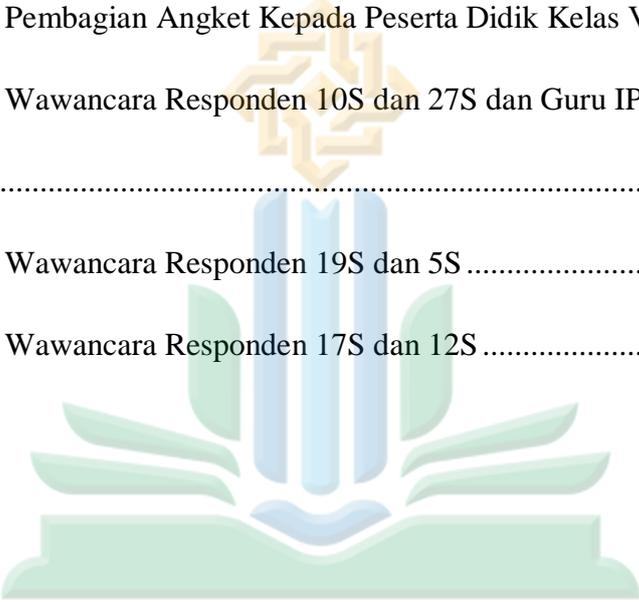 Pembagian Angket Kepada Peserta Didik Kelas
Wawancara Responden 10S dan 27S dan Guru
................................................................................
Wawancara Responden 19S dan 5S ......................
Wawancara Responden 17S dan 12S ....................